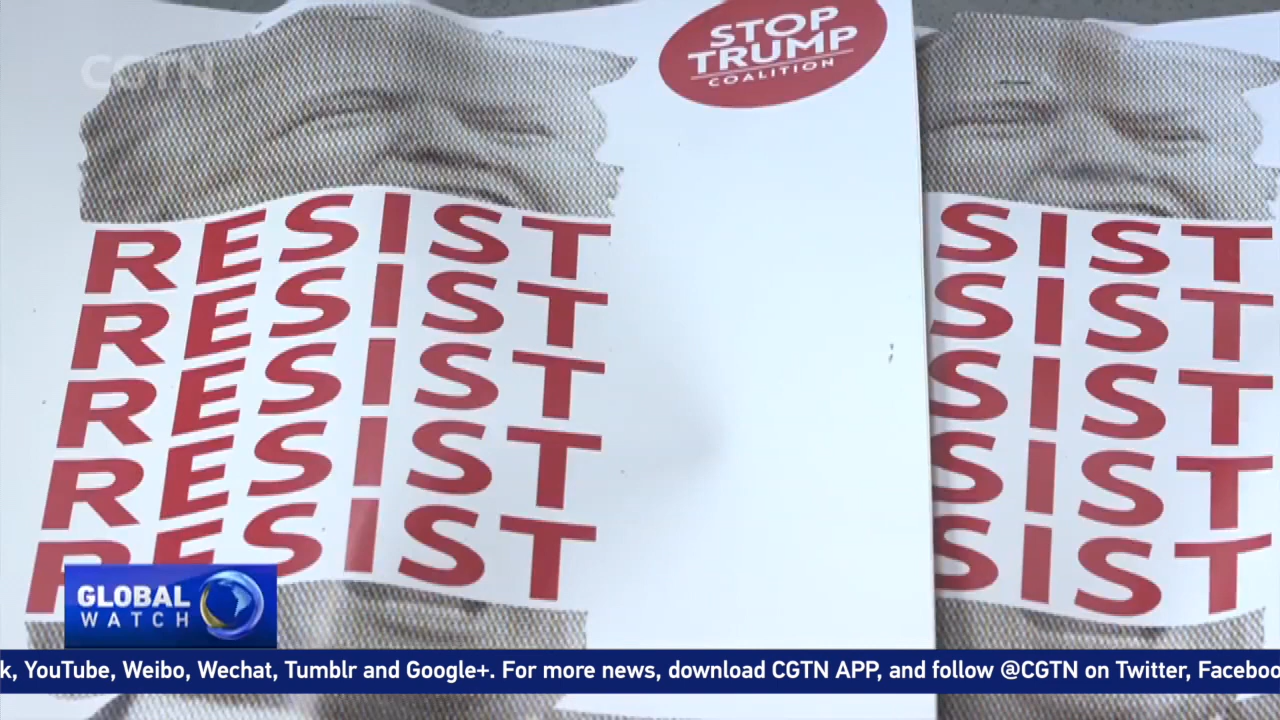 CGTN
STOP
TRUMP
COALITION
RESIST
RESIST
RESIST
RESIST
RESIST
SIST
SIST
SIST
SIST
SIST
GLOBAL
WATCH
k, YouTube, Weibo, Wechat, Tumblr and Google+. For more news, download CGTN APP, and follow @CGTN on Twitter, Faceboo